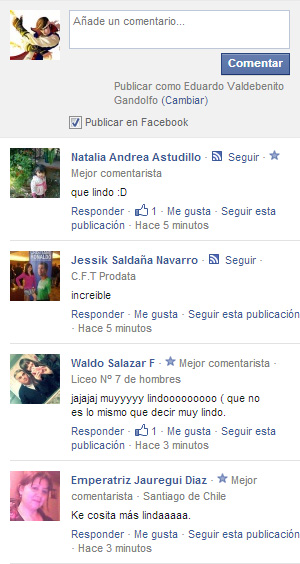 Añade un comentario...
Comentar
Publicar como Eduardo Valdebenito
Gandolfo (Cambiar)
Publicar en Facebook
Natalia Andrea Astudillo · Seguir ·
Mejor comentarista
que lindo :D
Responder · 1 · Me gusta · Seguir esta
publicación · Hace 5 minutos
Jessik Saldaña Navarro · Seguir ·
C.F.T Prodata
increible
Responder · Me gusta · Seguir esta publicación
· Hace 5 minutos
Waldo Salazar F · Mejor comentarista ·
Liceo Nº 7 de hombres
jajajaj muyyyyy lindooooooooo ( que no
es lo mismo que decir muy lindo.
Responder · 1 · Me gusta · Seguir esta
publicación · Hace 3 minutos
Emperatriz Jauregui Diaz · Mejor
comentarista · Santiago de Chile
Ke cosita más lindaaaaa.
Responder · Me gusta · Seguir esta publicación
· Hace 3 minutos